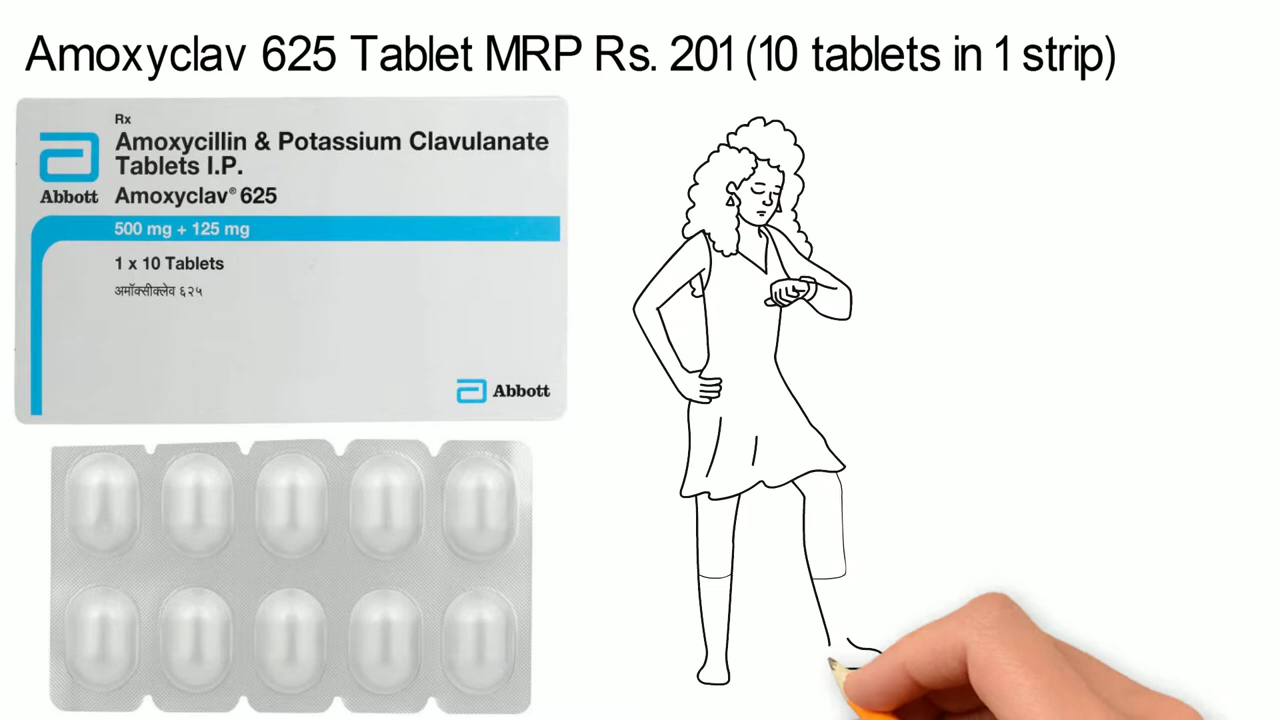 Amoxyclav 625 Tablet MRP Rs. 201 (10 tablets in 1 strip)
Rx
Amoxycillin & Potassium Clavulanate
Tablets I.P.
Abbott
Amoxyclav® 625
500 mg + 125 mg
1 x 10 Tablets
अमॉक्सीक्लेव ६२५
Abbott